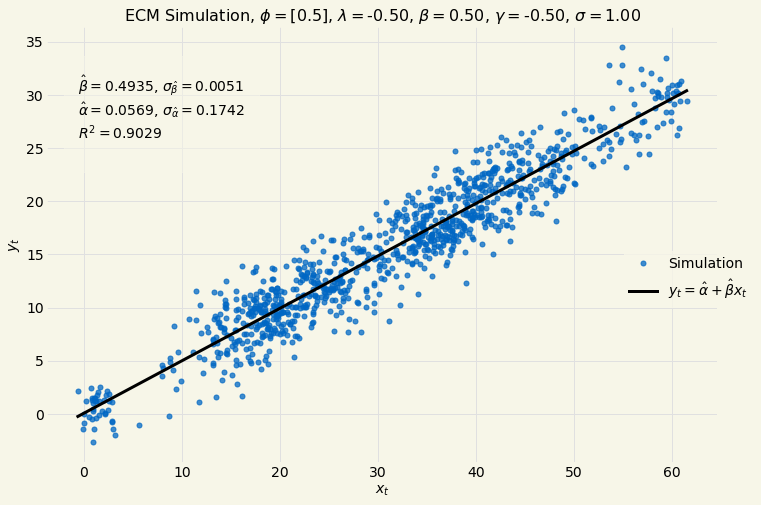 ECM Simulation, ϕ = [0.5], λ = -0.50, β = 0.50, γ = -0.50, σ = 1.00
35
30
25
20
15
10
5
0
y_t
β̂ = 0.4935, σ_β̂ = 0.0051
α̂ = 0.0569, σ_α̂ = 0.1742
R² = 0.9029
Simulation
y_t = α̂ + β̂x_t
0 10 20 30 40 50 60
x_t